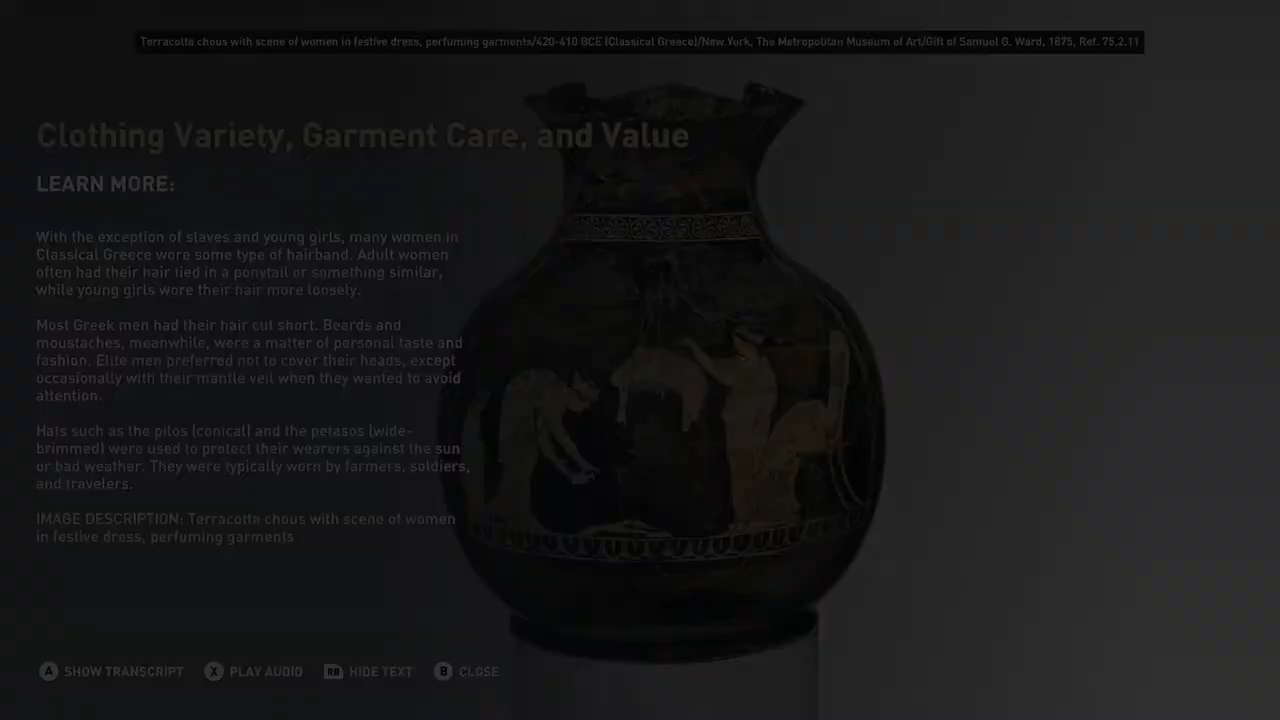 Terracotta chous with scene of women in festive dress, perfuming garments/420-410 BCE (Classical Greece)/New York, The Metropolitan Museum of Art/Gift of Samuel G. Ward, 1875, Ref. 75.2.11
Clothing Variety, Garment Care, and Value
LEARN MORE:
With the exception of slaves and young girls, many women in
Classical Greece wore some type of hairband. Adult women
often had their hair tied in a ponytail or something similar,
while young girls wore their hair more loosely.
Most Greek men had their hair cut short. Beards and
moustaches, meanwhile, were a matter of personal taste and
fashion. Elite men preferred not to cover their heads, except
occasionally with their mantle veil when they wanted to avoid
attention.
Hats such as the pilos (conical) and the petasos (wide-
brimmed) were used to protect their wearers against the sun
or bad weather. They were typically worn by farmers, soldiers,
and travelers.
IMAGE DESCRIPTION: Terracotta chous with scene of women
in festive dress, perfuming garments
A SHOW TRANSCRIPT X PLAY AUDIO RB HIDE TEXT B CLOSE